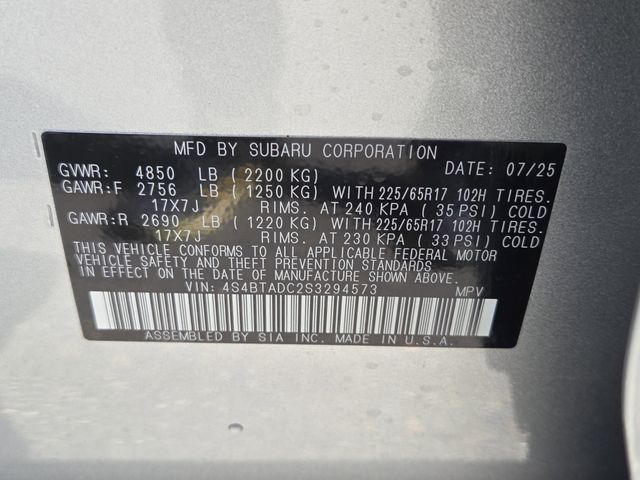 MFD BY SUBARU CORPORATION DATE: 07/25
GVWR: 4850 LB (2200 KG)
GAWR:F 2756 LB (1250 KG) WITH 225/65R17 102H TIRES.
17X7J RIMS. AT 240 KPA ( 35 PSI) COLD
GAWR:R 2690 LB (1220 KG) WITH 225/65R17 102H TIRES.
17X7J RIMS. AT 230 KPA ( 33 PSI) COLD
THIS VEHICLE CONFORMS TO ALL APPLICABLE FEDERAL MOTOR
VEHICLE SAFETY AND THEFT PREVENTION STANDARDS
IN EFFECT ON THE DATE OF MANUFACTURE SHOWN ABOVE.
VIN: 4S4BTADC2S3294573 MPV
ASSEMBLED BY SIA INC. MADE IN U.S.A.